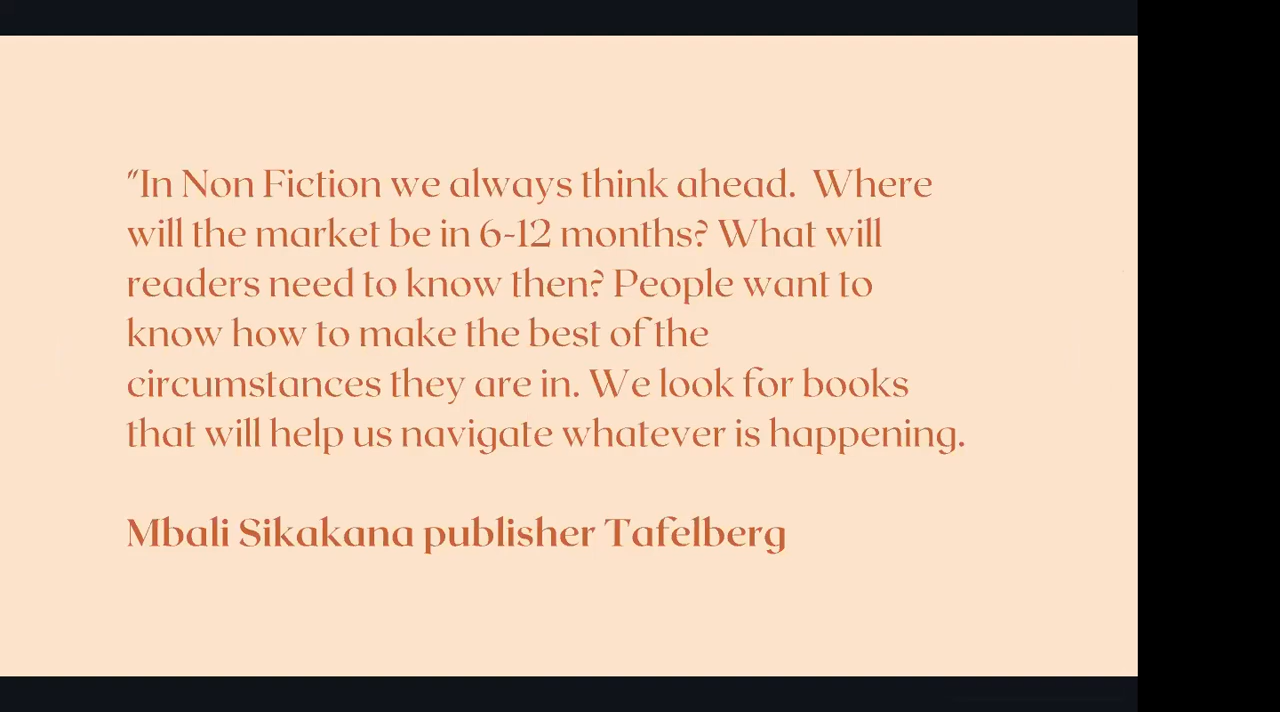 "In Non Fiction we always think ahead.  Where
will the market be in 6-12 months? What will
readers need to know then? People want to
know how to make the best of the
circumstances they are in. We look for books
that will help us navigate whatever is happening.
Mbali Sikakana publisher Tafelberg